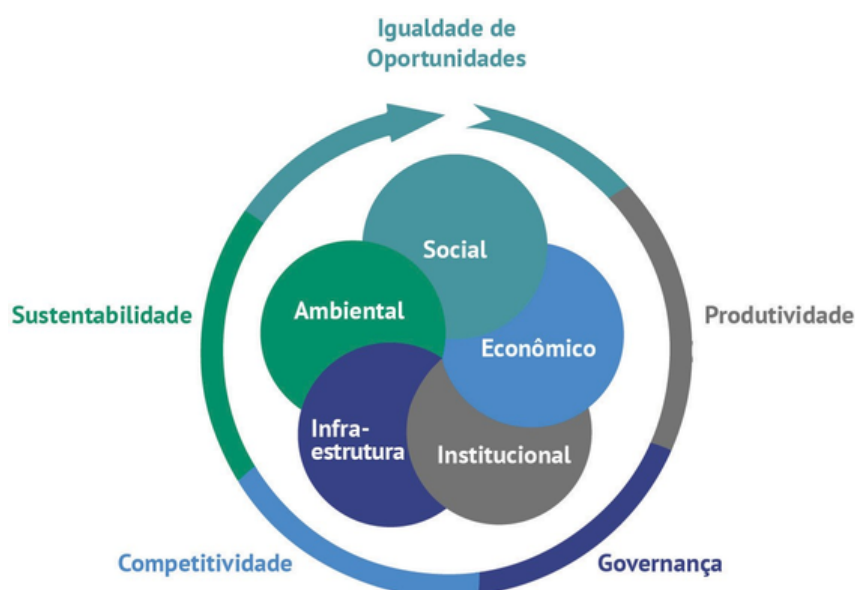 Igualdade de
Oportunidades
Social
Ambiental
Sustentabilidade
Produtividade
Econômico
Infra-
estrutura
Institucional
Competitividade
Governança